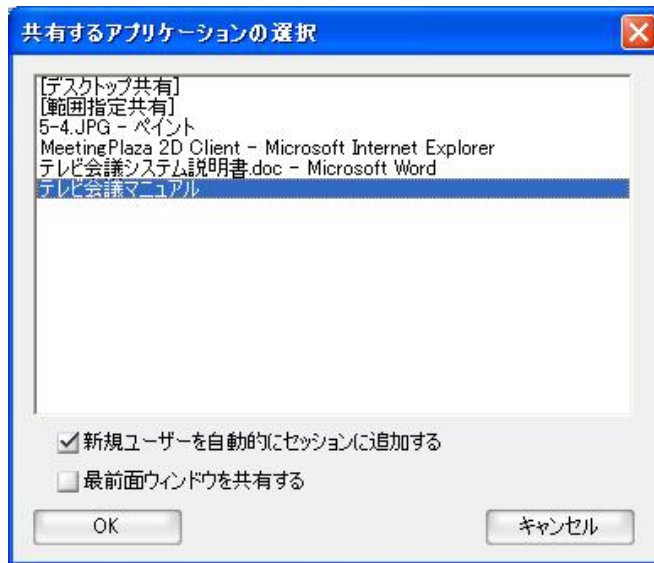 共有するアプリケーションの選択
[デスクトップ共有]
[範囲指定共有]
5-4.JPG - ペイント
MeetingPlaza 2D Client - Microsoft Internet Explorer
テレビ会議システム説明書.doc - Microsoft Word
テレビ会議マニュアル
新規ユーザーを自動的にセッションに追加する
最前面ウィンドウを共有する
OK
キャンセル